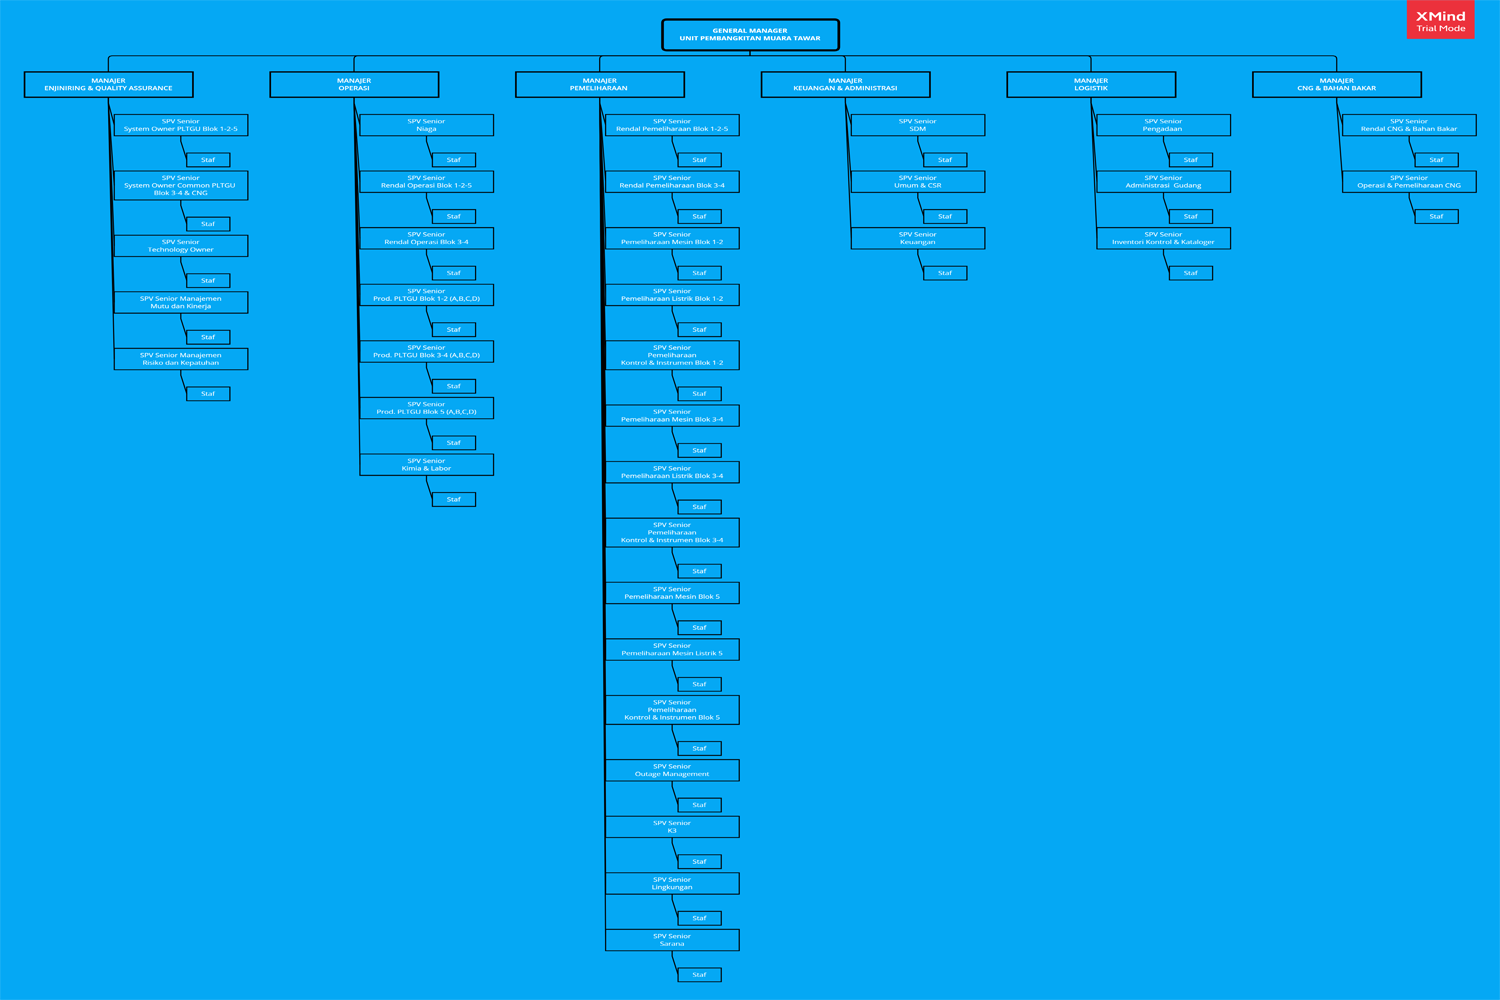 XMind
Trial Mode
GENERAL MANAGER
UNIT PEMBANGKITAN MUARA TAWAR
MANAJER
ENJINIRING & QUALITY ASSURANCE
SPV Senior
System Owner PLTGU Blok 1-2-5
Staf
SPV Senior
System Owner Common PLTGU
Blok 3-4 & CNG
Staf
SPV Senior
Technology Owner
Staf
SPV Senior Manajemen
Mutu dan Kinerja
Staf
SPV Senior Manajemen
Risiko dan Kepatuhan
Staf
MANAJER
OPERASI
SPV Senior
Niaga
Staf
SPV Senior
Rendal Operasi Blok 1-2-5
Staf
SPV Senior
Rendal Operasi Blok 3-4
Staf
SPV Senior
Prod. PLTGU Blok 1-2 (A,B,C,D)
Staf
SPV Senior
Prod. PLTGU Blok 3-4 (A,B,C,D)
Staf
SPV Senior
Prod. PLTGU Blok 5 (A,B,C,D)
Staf
SPV Senior
Kimia & Labor
Staf
MANAJER
PEMELIHARAAN
SPV Senior
Rendal Pemeliharaan Blok 1-2-5
Staf
SPV Senior
Rendal Pemeliharaan Blok 3-4
Staf
SPV Senior
Pemeliharaan Mesin Blok 1-2
Staf
SPV Senior
Pemeliharaan Listrik Blok 1-2
Staf
SPV Senior
Pemeliharaan
Kontrol & Instrumen Blok 1-2
Staf
SPV Senior
Pemeliharaan Mesin Blok 3-4
Staf
SPV Senior
Pemeliharaan Listrik Blok 3-4
Staf
SPV Senior
Pemeliharaan
Kontrol & Instrumen Blok 3-4
Staf
SPV Senior
Pemeliharaan Mesin Blok 5
Staf
SPV Senior
Pemeliharaan Mesin Listrik 5
Staf
SPV Senior
Pemeliharaan
Kontrol & Instrumen Blok 5
Staf
SPV Senior
Outage Management
Staf
SPV Senior
K3
Staf
SPV Senior
Lingkungan
Staf
SPV Senior
Sarana
Staf
MANAJER
KEUANGAN & ADMINISTRASI
SPV Senior
SDM
Staf
SPV Senior
Umum & CSR
Staf
SPV Senior
Keuangan
Staf
MANAJER
LOGISTIK
SPV Senior
Pengadaan
Staf
SPV Senior
Administrasi Gudang
Staf
SPV Senior
Inventori Kontrol & Kataloger
Staf
MANAJER
CNG & BAHAN BAKAR
SPV Senior
Rendal CNG & Bahan Bakar
Staf
SPV Senior
Operasi & Pemeliharaan CNG
Staf